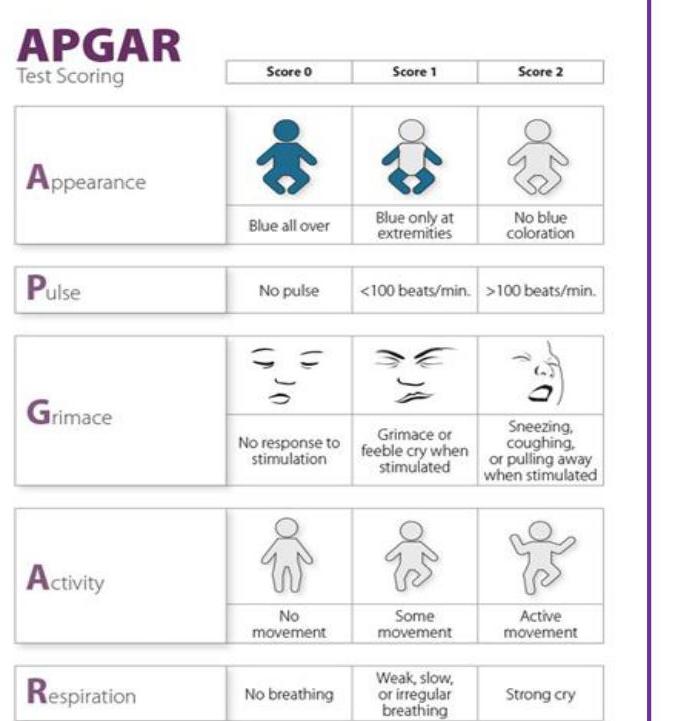 APGAR
Test Scoring
Score 0 Score 1 Score 2
Appearance
Blue all over
Blue only at
extremities
No blue
coloration
Pulse
No pulse
<100 beats/min.
>100 beats/min.
Grimace
No response to
stimulation
Grimace or
feeble cry when
stimulated
Sneezing,
coughing,
or pulling away
when stimulated
Activity
No
movement
Some
movement
Active
movement
Respiration
No breathing
Weak, slow,
or irregular
breathing
Strong cry